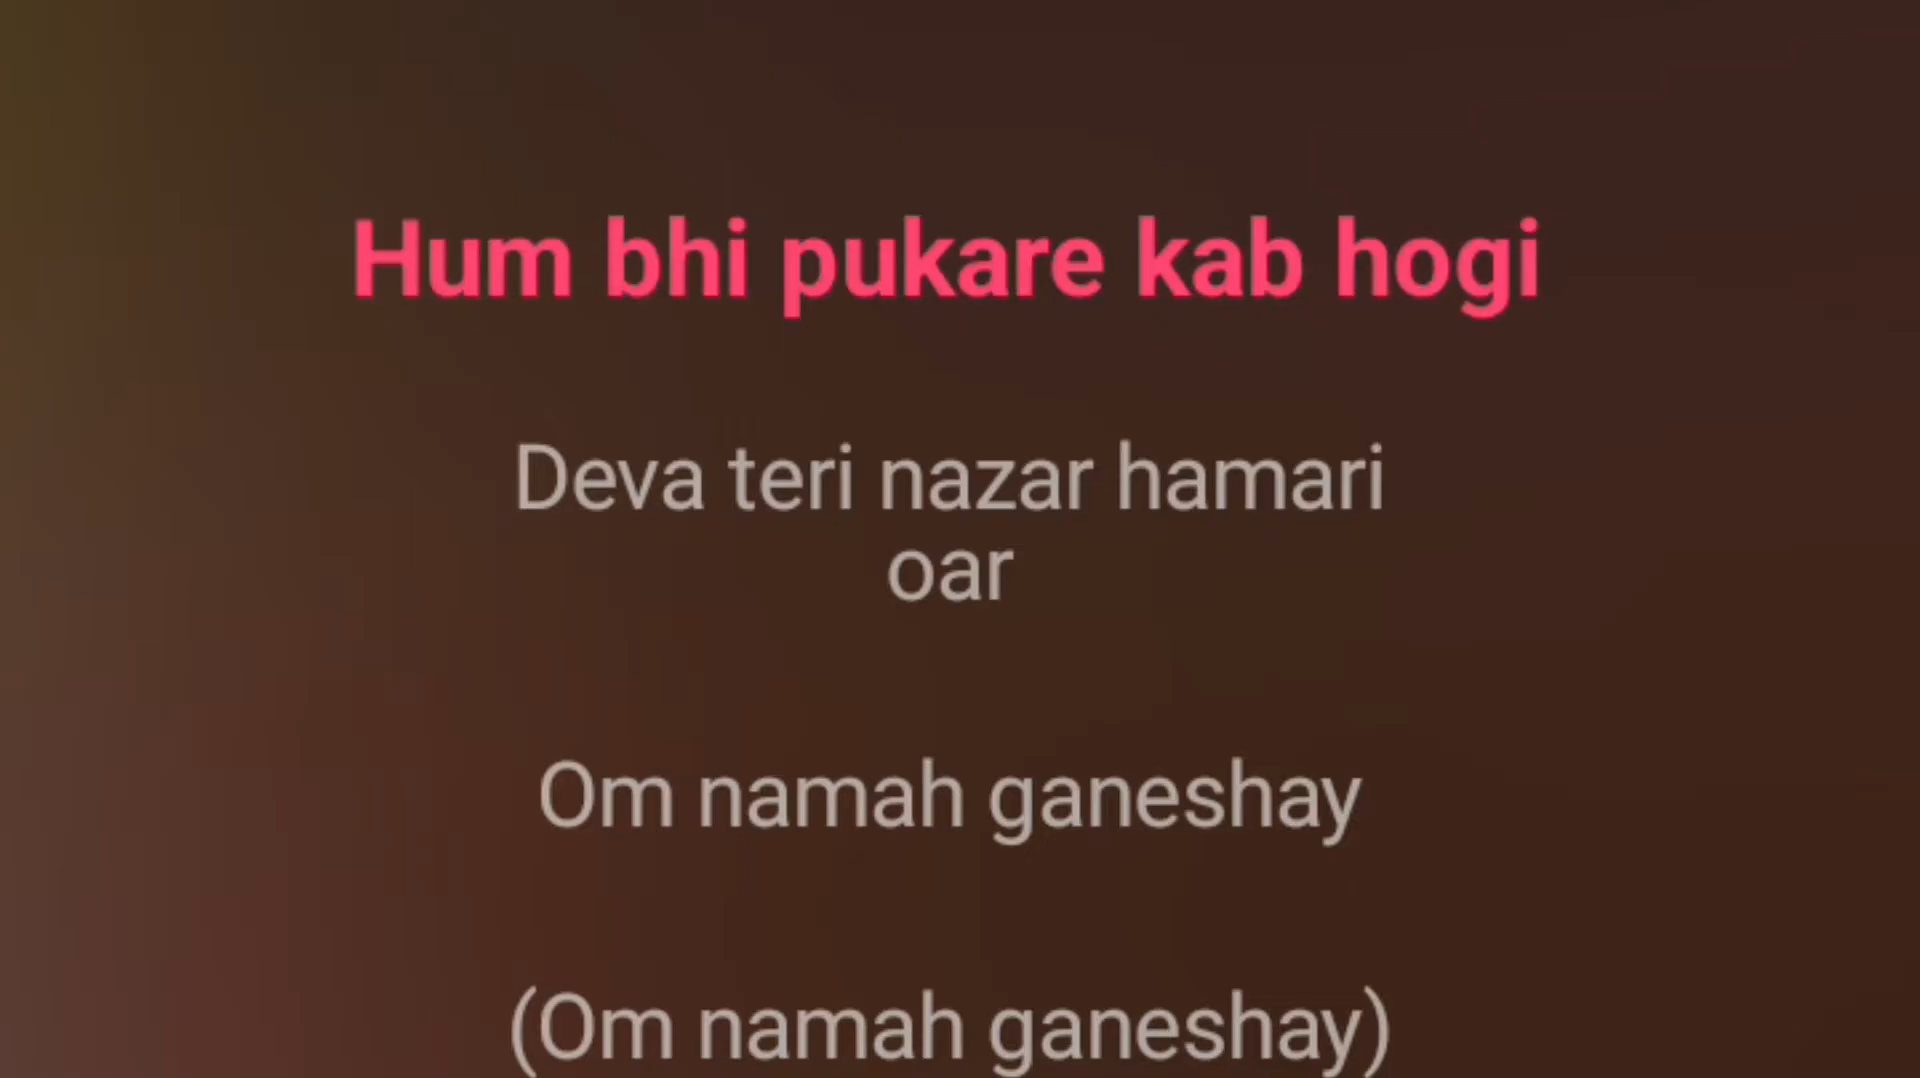 Hum bhi pukare kab hogi
Deva teri nazar hamari
oar
Om namah ganeshay
(Om namah ganeshay)